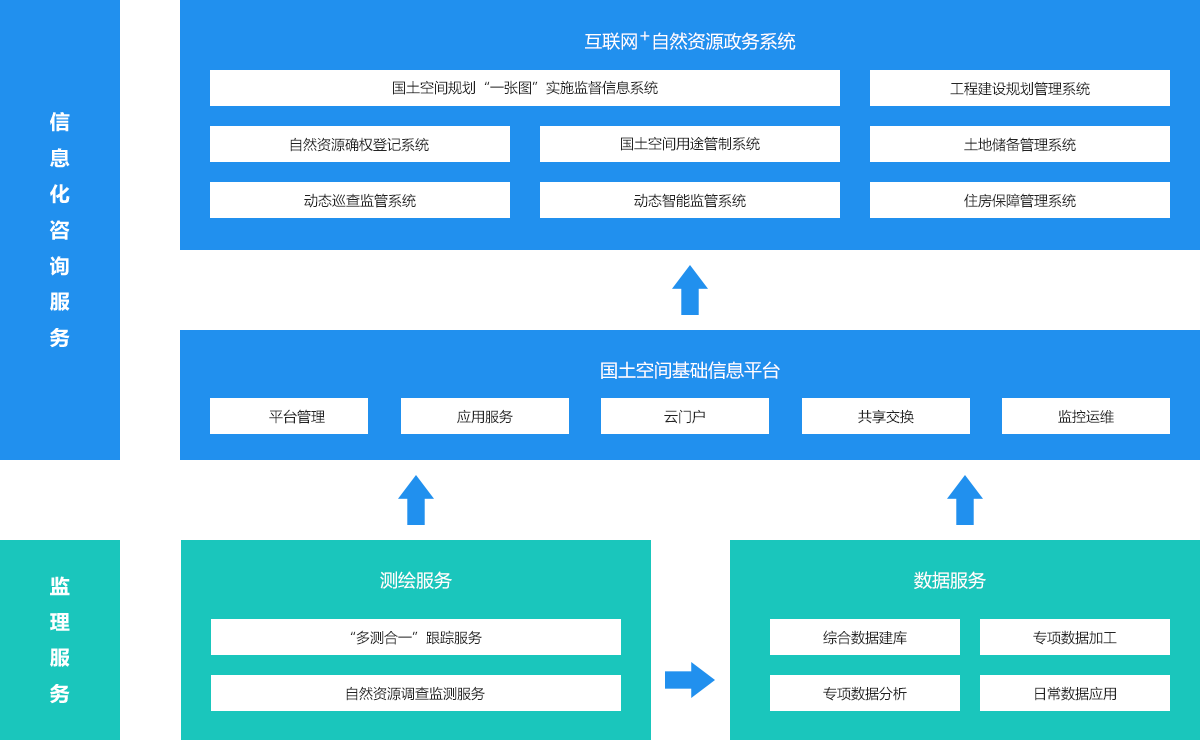 信息化咨询服务
互联网+自然资源政务系统
国土空间规划“一张图”实施监督信息系统
工程建设规划管理系统
自然资源确权登记系统
国土空间用途管制系统
土地储备管理系统
动态巡查监管系统
动态智能监管系统
住房保障管理系统
国土空间基础信息平台
平台管理
应用服务
云门户
共享交换
监控运维
监理服务
测绘服务
“多测合一”跟踪服务
自然资源调查监测服务
数据服务
综合数据建库
专项数据加工
专项数据分析
日常数据应用